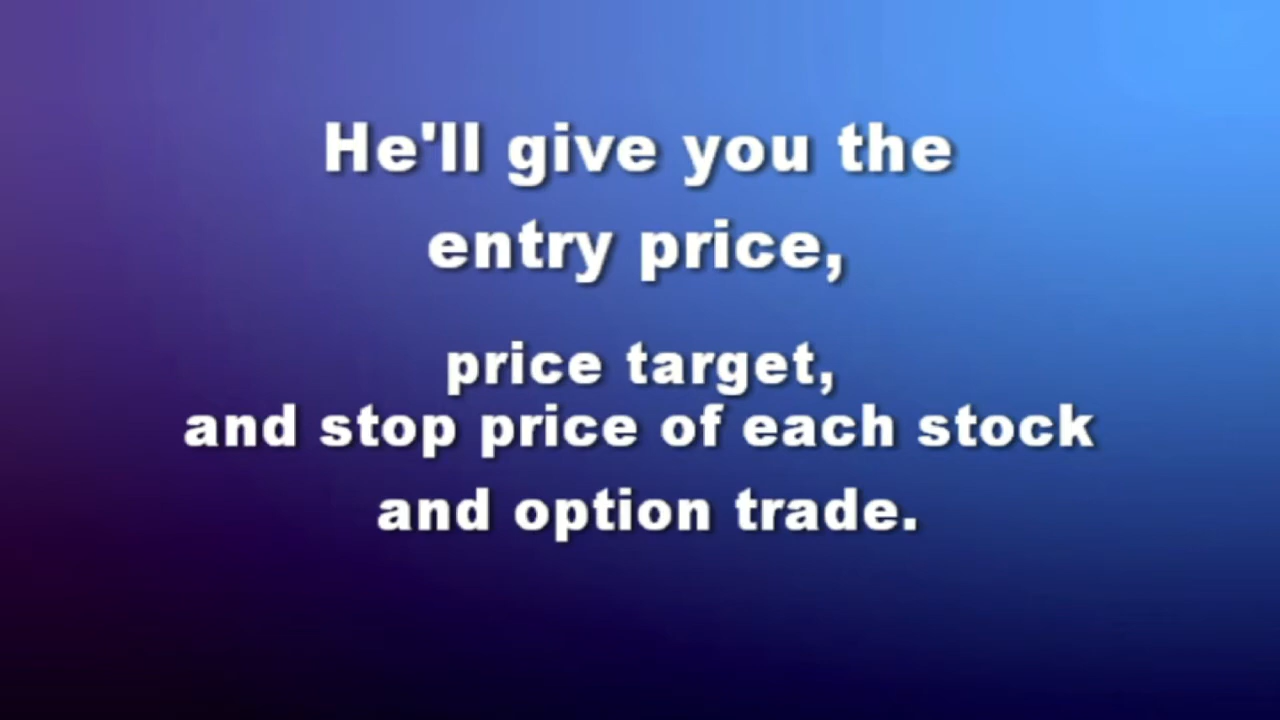 He'll give you the
entry price,
price target,
and stop price of each stock
and option trade.